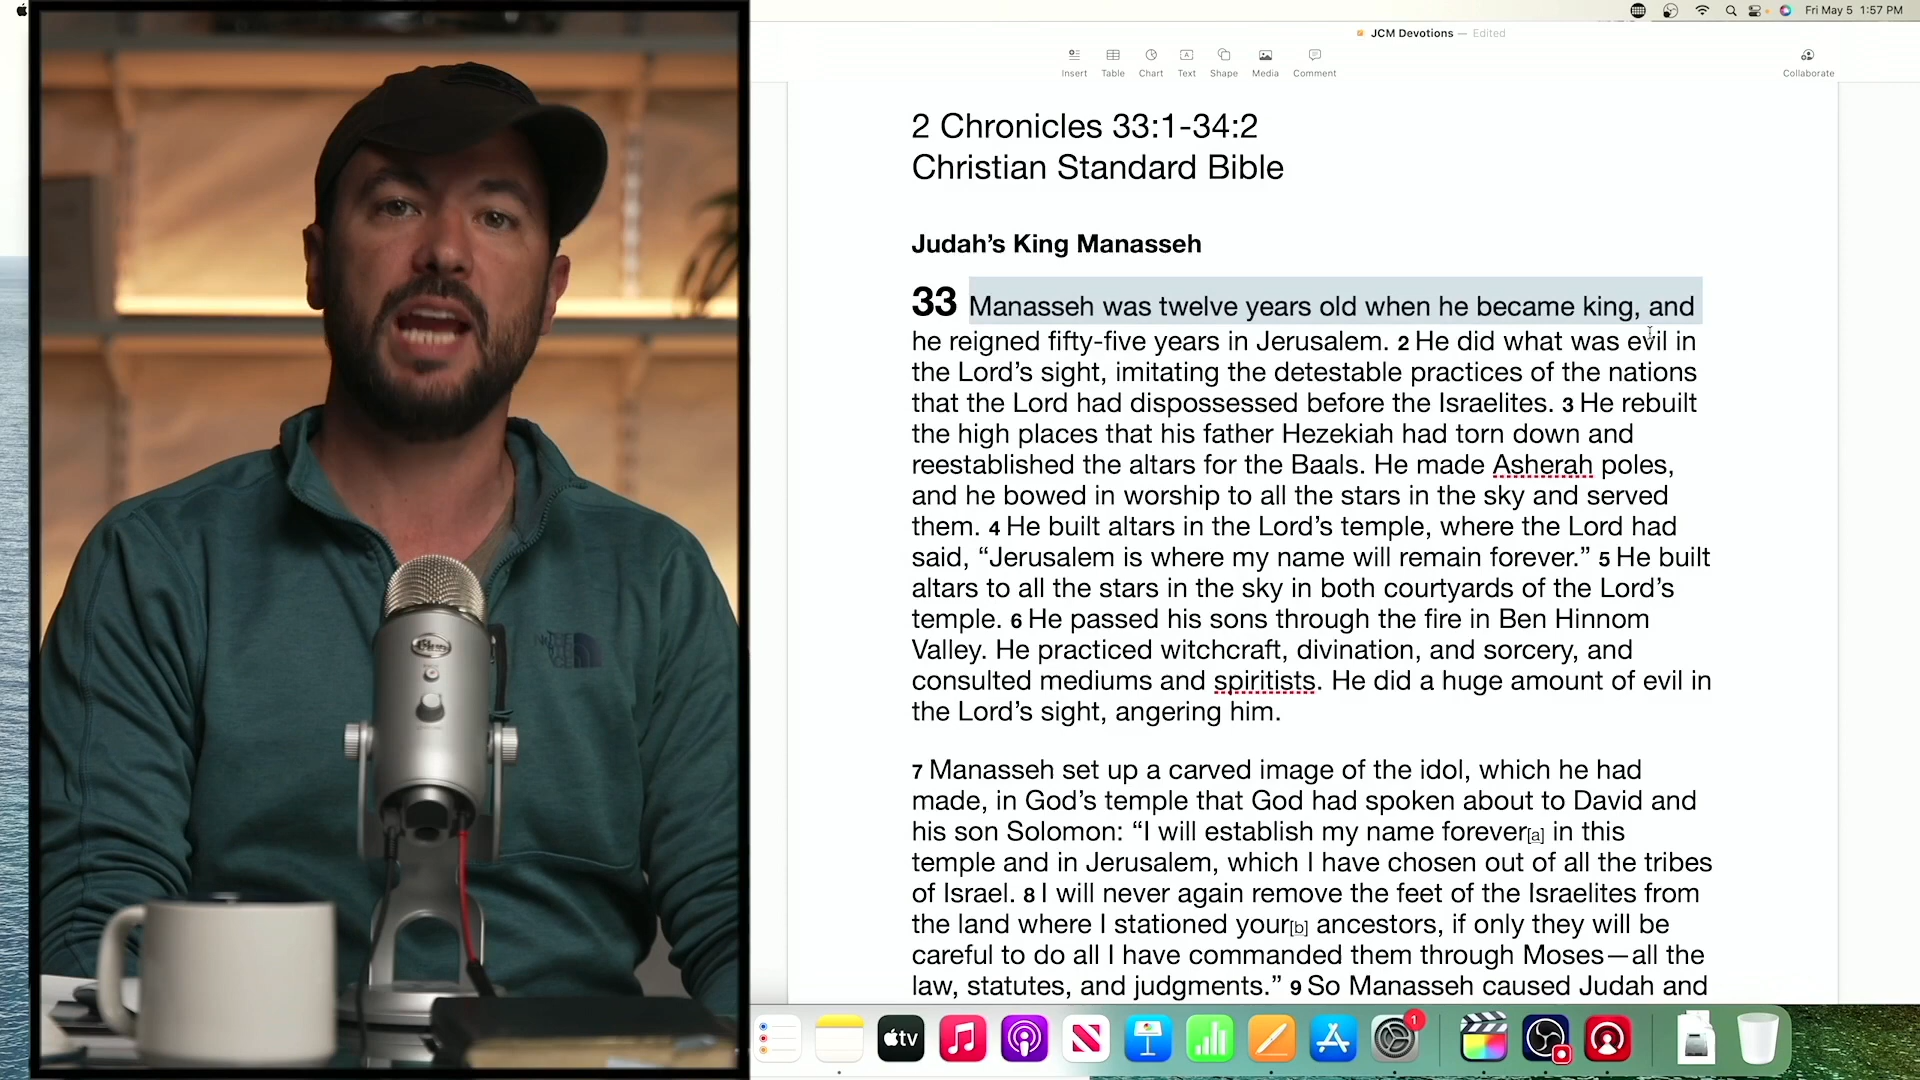 Fri May 5 1:57 PM
JCM Devotions — Edited
Insert
Table
Chart
Text
Shape
Media
Comment
Collaborate
2 Chronicles 33:1-34:2
Christian Standard Bible
Judah’s King Manasseh
33 Manasseh was twelve years old when he became king, and
he reigned fifty-five years in Jerusalem. 2 He did what was evil in
the Lord’s sight, imitating the detestable practices of the nations
that the Lord had dispossessed before the Israelites. 3 He rebuilt
the high places that his father Hezekiah had torn down and
reestablished the altars for the Baals. He made Asherah poles,
and he bowed in worship to all the stars in the sky and served
them. 4 He built altars in the Lord’s temple, where the Lord had
said, “Jerusalem is where my name will remain forever.” 5 He built
altars to all the stars in the sky in both courtyards of the Lord’s
temple. 6 He passed his sons through the fire in Ben Hinnom
Valley. He practiced witchcraft, divination, and sorcery, and
consulted mediums and spiritists. He did a huge amount of evil in
the Lord’s sight, angering him.
7 Manasseh set up a carved image of the idol, which he had
made, in God’s temple that God had spoken about to David and
his son Solomon: “I will establish my name forever[a] in this
temple and in Jerusalem, which I have chosen out of all the tribes
of Israel. 8 I will never again remove the feet of the Israelites from
the land where I stationed your[b] ancestors, if only they will be
careful to do all I have commanded them through Moses—all the
law, statutes, and judgments.” 9 So Manasseh caused Judah and
THE
NORTH
FACE
Blue
tv
1